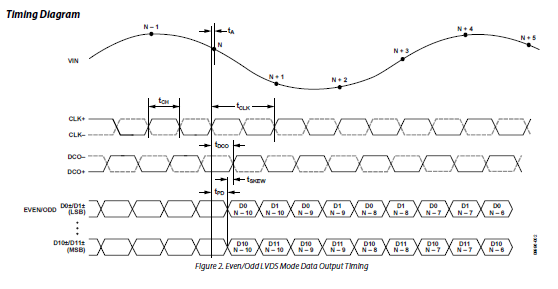 Timing Diagram
N – 1
tA
N
N + 1
N + 2
N + 3
N + 4
N + 5
VIN
tCH
tCLK
CLK+
CLK–
tDCO
DCO–
DCO+
tSKEW
tPD
EVEN/ODD
D0±/D1±
(LSB)
D0 D1 D0 D1 D0 D1 D0 D1 D0
N – 10 N – 10 N – 9 N – 9 N – 8 N – 8 N – 7 N – 7 N – 6
D10±/D11±
(MSB)
D10 D11 D10 D11 D10 D11 D10 D11 D10
N – 10 N – 10 N – 9 N – 9 N – 8 N – 8 N – 7 N – 7 N – 6
Figure 2. Even/Odd LVDS Mode Data Output Timing